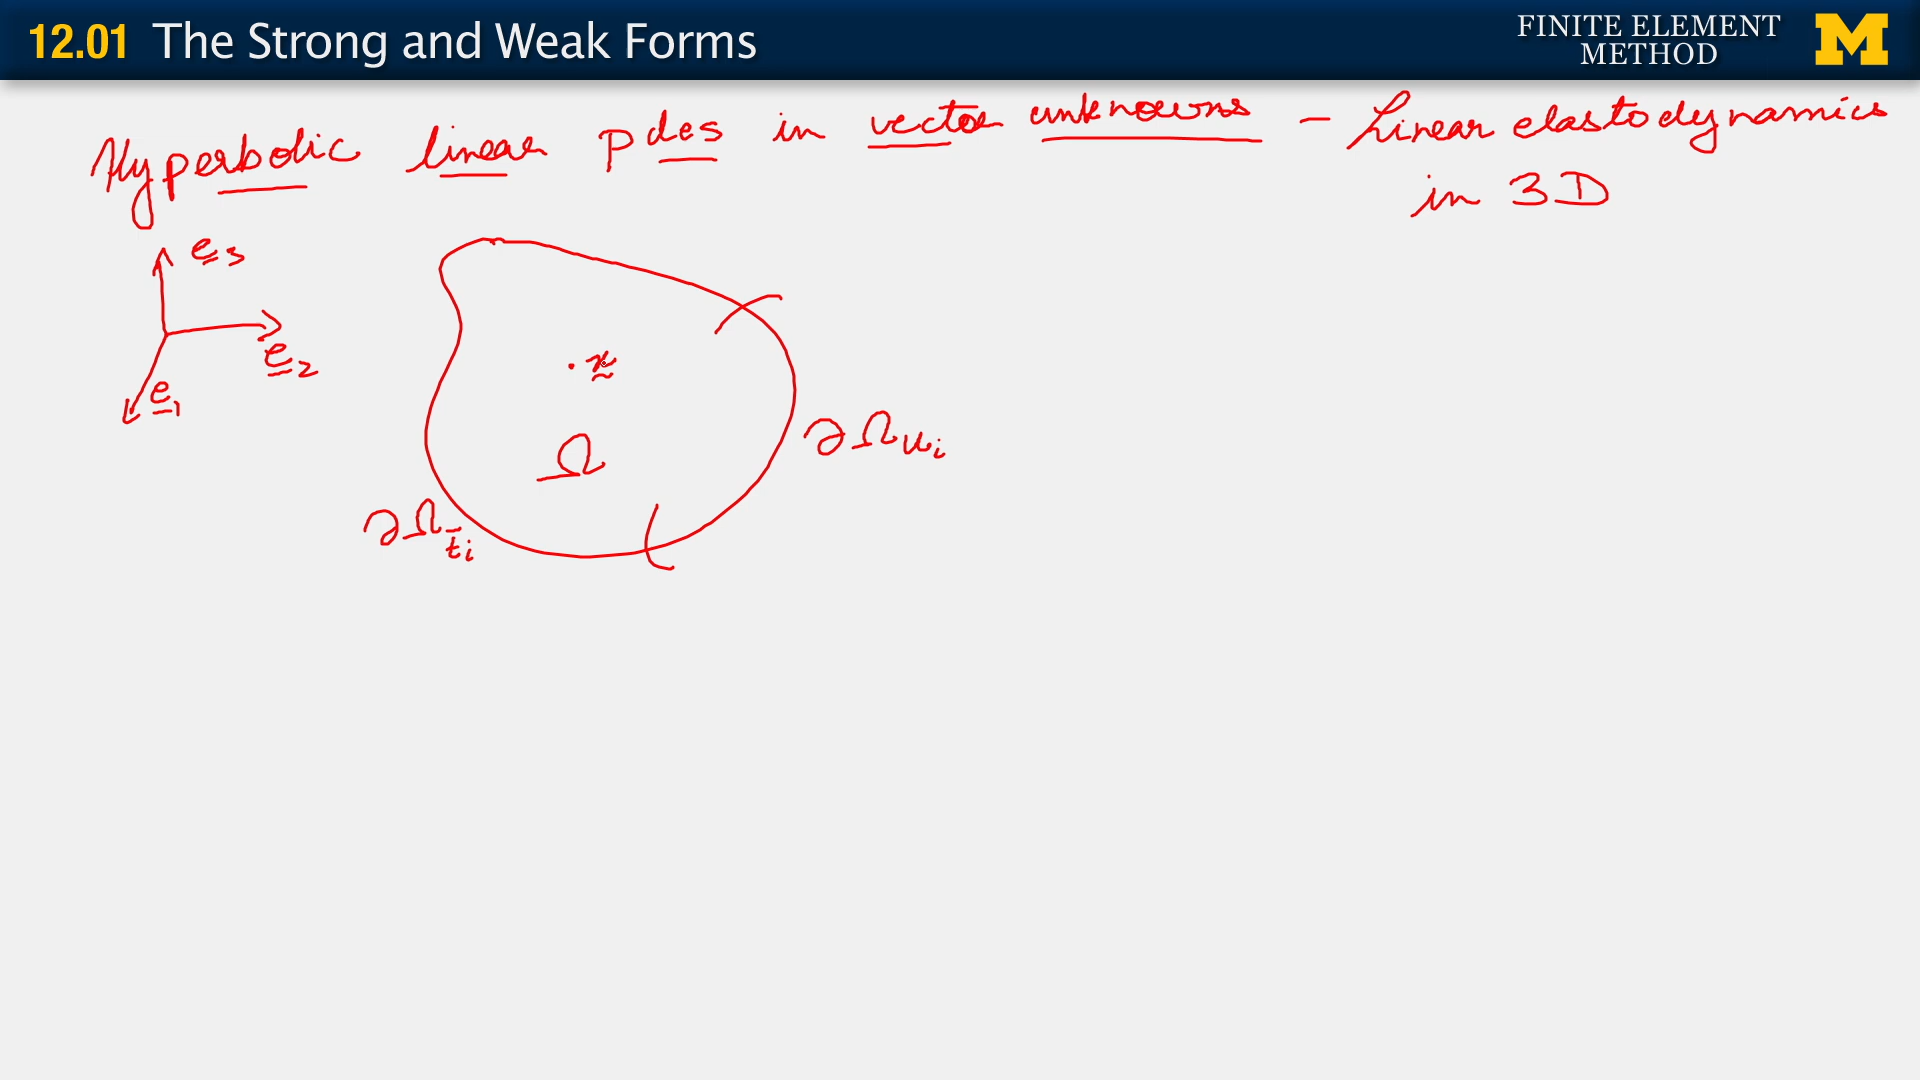 12.01 The Strong and Weak Forms
FINITE ELEMENT
METHOD
M
Hyperbolic linear pdes in vector unknowns - Linear elastodynamics
in 3D
e3
e2
e1
x
Ω
∂Ωui
∂Ωt̄i